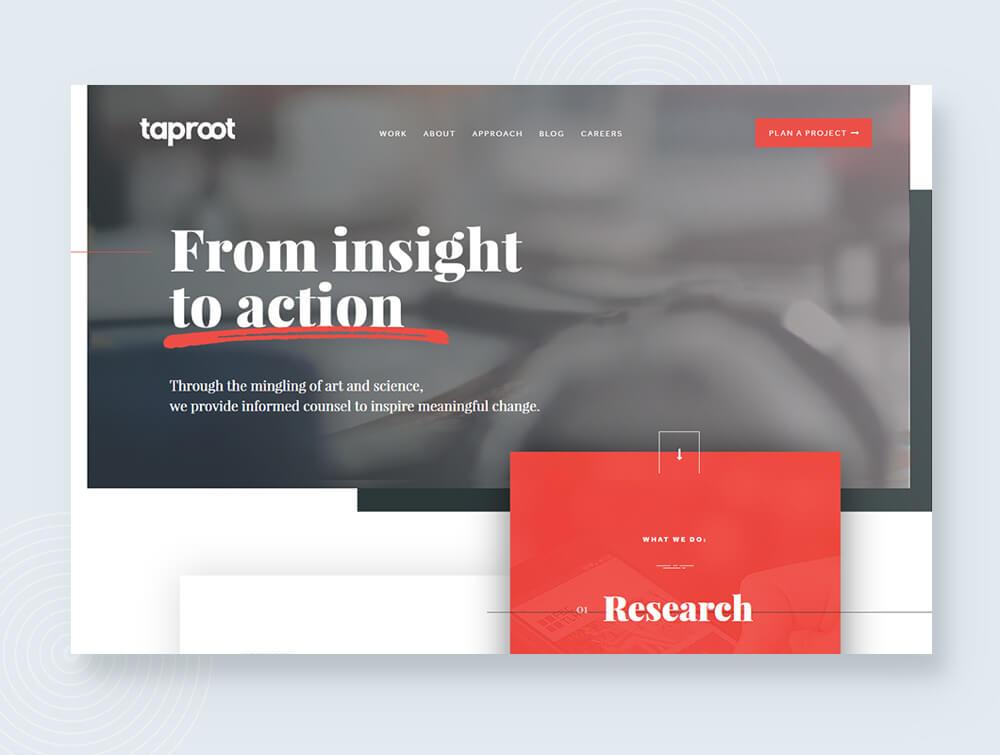 taproot
WORK ABOUT APPROACH BLOG CAREERS
PLAN A PROJECT →
From insight
to action
Through the mingling of art and science,
we provide informed counsel to inspire meaningful change.
WHAT WE DO:
01 Research